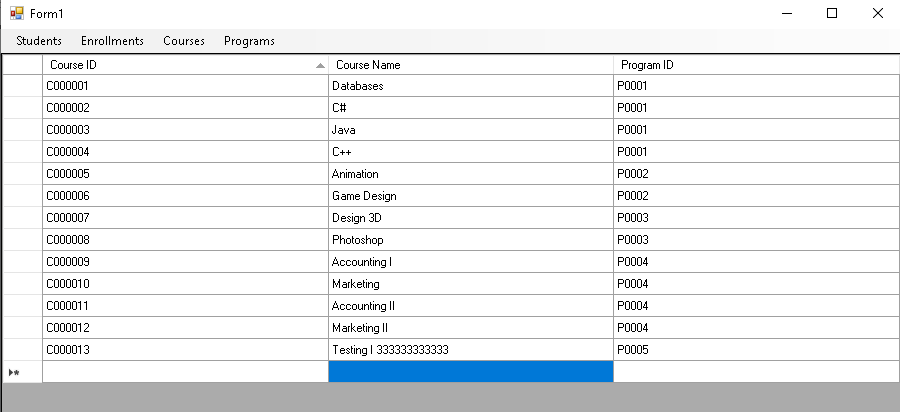 Form1
Students Enrollments Courses Programs
Course ID Course Name Program ID
C000001 Databases P0001
C000002 C# P0001
C000003 Java P0001
C000004 C++ P0001
C000005 Animation P0002
C000006 Game Design P0002
C000007 Design 3D P0003
C000008 Photoshop P0003
C000009 Accounting I P0004
C000010 Marketing P0004
C000011 Accounting II P0004
C000012 Marketing II P0004
C000013 Testing I 333333333333 P0005